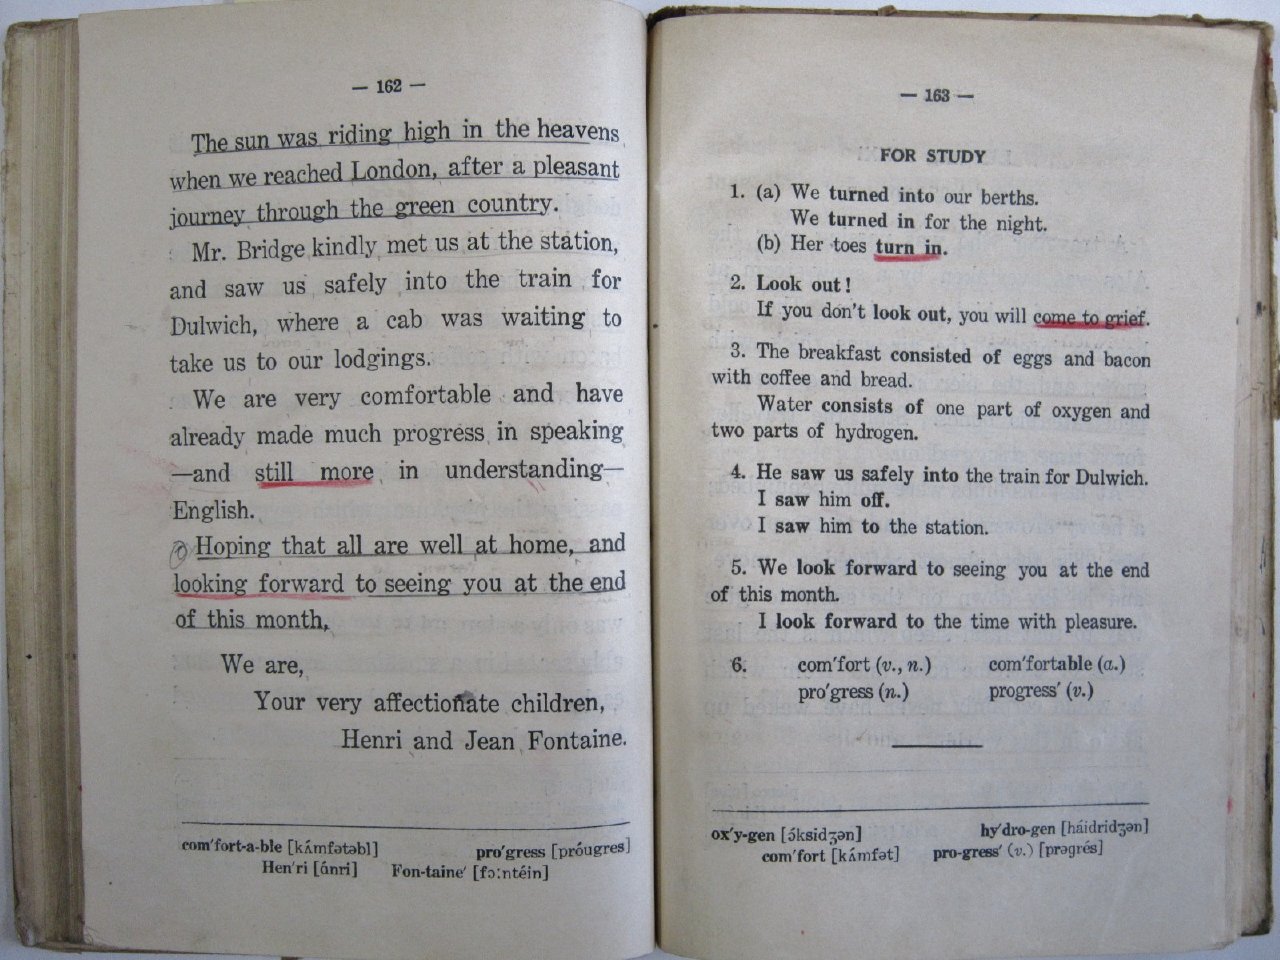 — 162 —
The sun was riding high in the heavens
when we reached London, after a pleasant
journey through the green country.
Mr. Bridge kindly met us at the station,
and saw us safely into the train for
Dulwich, where a cab was waiting to
take us to our lodgings.
We are very comfortable and have
already made much progress in speaking
—and still more in understanding—
English.
Hoping that all are well at home, and
looking forward to seeing you at the end
of this month,
We are,
Your very affectionate children,
Henri and Jean Fontaine.
com′fort-a-ble [kʌ́mfətəbl] pro′gress [próugres]
Hen′ri [ɑ́nri] Fon-taine′ [fɔːntéin]
— 163 —
FOR STUDY
1. (a) We turned into our berths.
We turned in for the night.
(b) Her toes turn in.
2. Look out!
If you don't look out, you will come to grief.
3. The breakfast consisted of eggs and bacon
with coffee and bread.
Water consists of one part of oxygen and
two parts of hydrogen.
4. He saw us safely into the train for Dulwich.
I saw him off.
I saw him to the station.
5. We look forward to seeing you at the end
of this month.
I look forward to the time with pleasure.
6. com′fort (v., n.) com′fortable (a.)
pro′gress (n.) progress′ (v.)
ox′y-gen [ɔ́ksidʒən] hy′dro-gen [háidridʒən]
com′fort [kʌ́mfət] pro-gress′ (v.) [prəgrés]